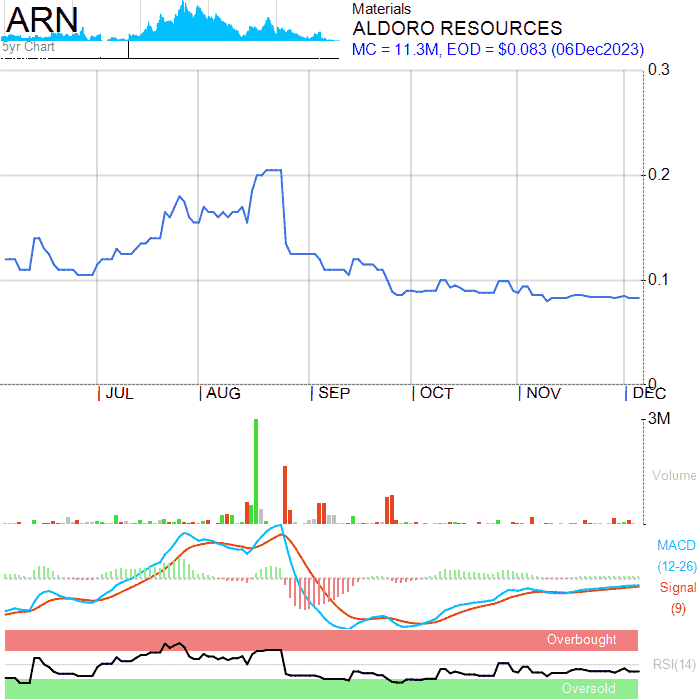 ARN
5yr Chart
Materials
ALDORO RESOURCES
MC = 11.3M, EOD = $0.083 (06Dec2023)
0.3
0.2
0.1
0
JUL
AUG
SEP
OCT
NOV
DEC
3M
Volume
MACD
(12-26)
Signal
(9)
Overbought
RSI(14)
Oversold